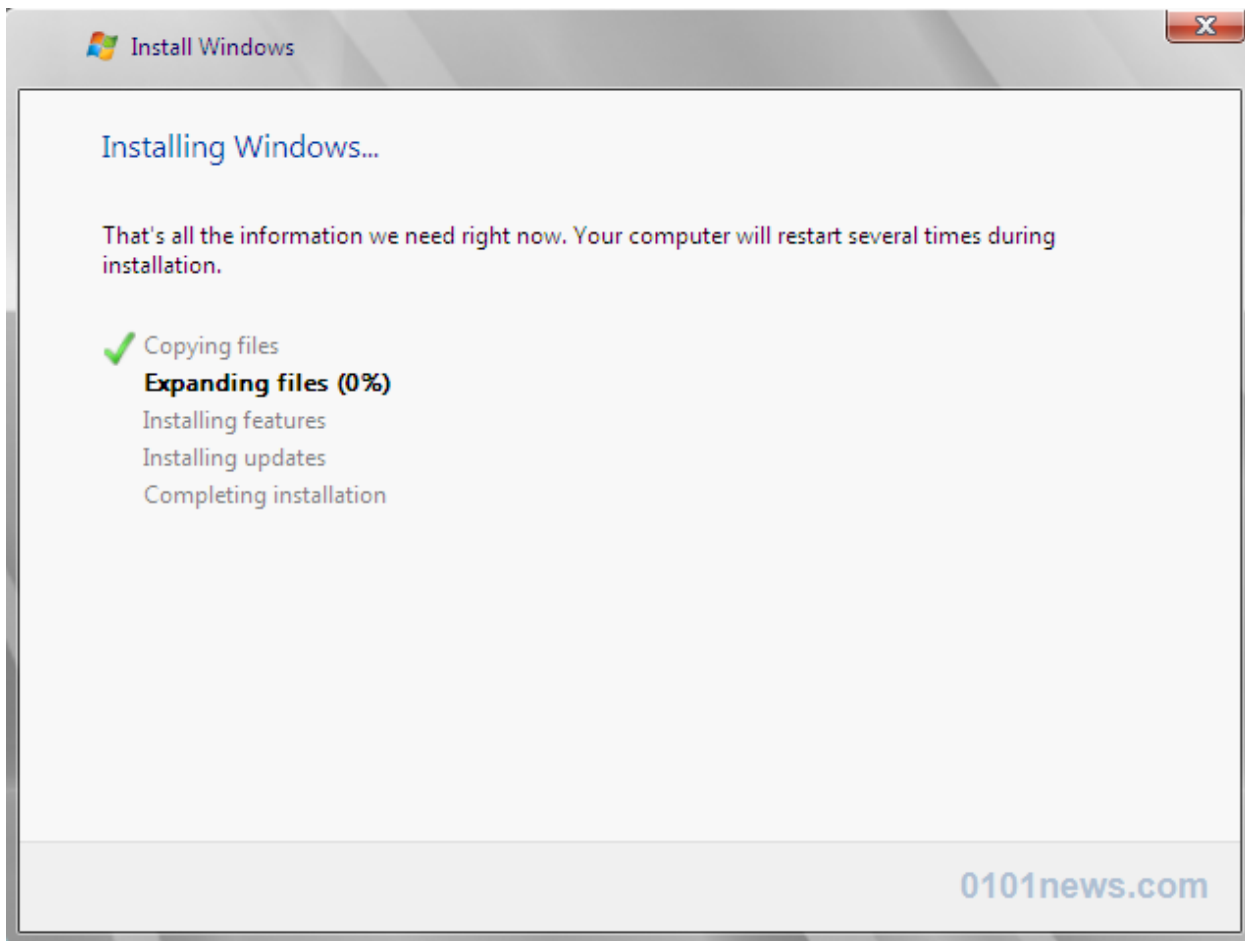 Install Windows
Installing Windows...
That's all the information we need right now. Your computer will restart several times during
installation.
Copying files
Expanding files (0%)
Installing features
Installing updates
Completing installation
0101news.com